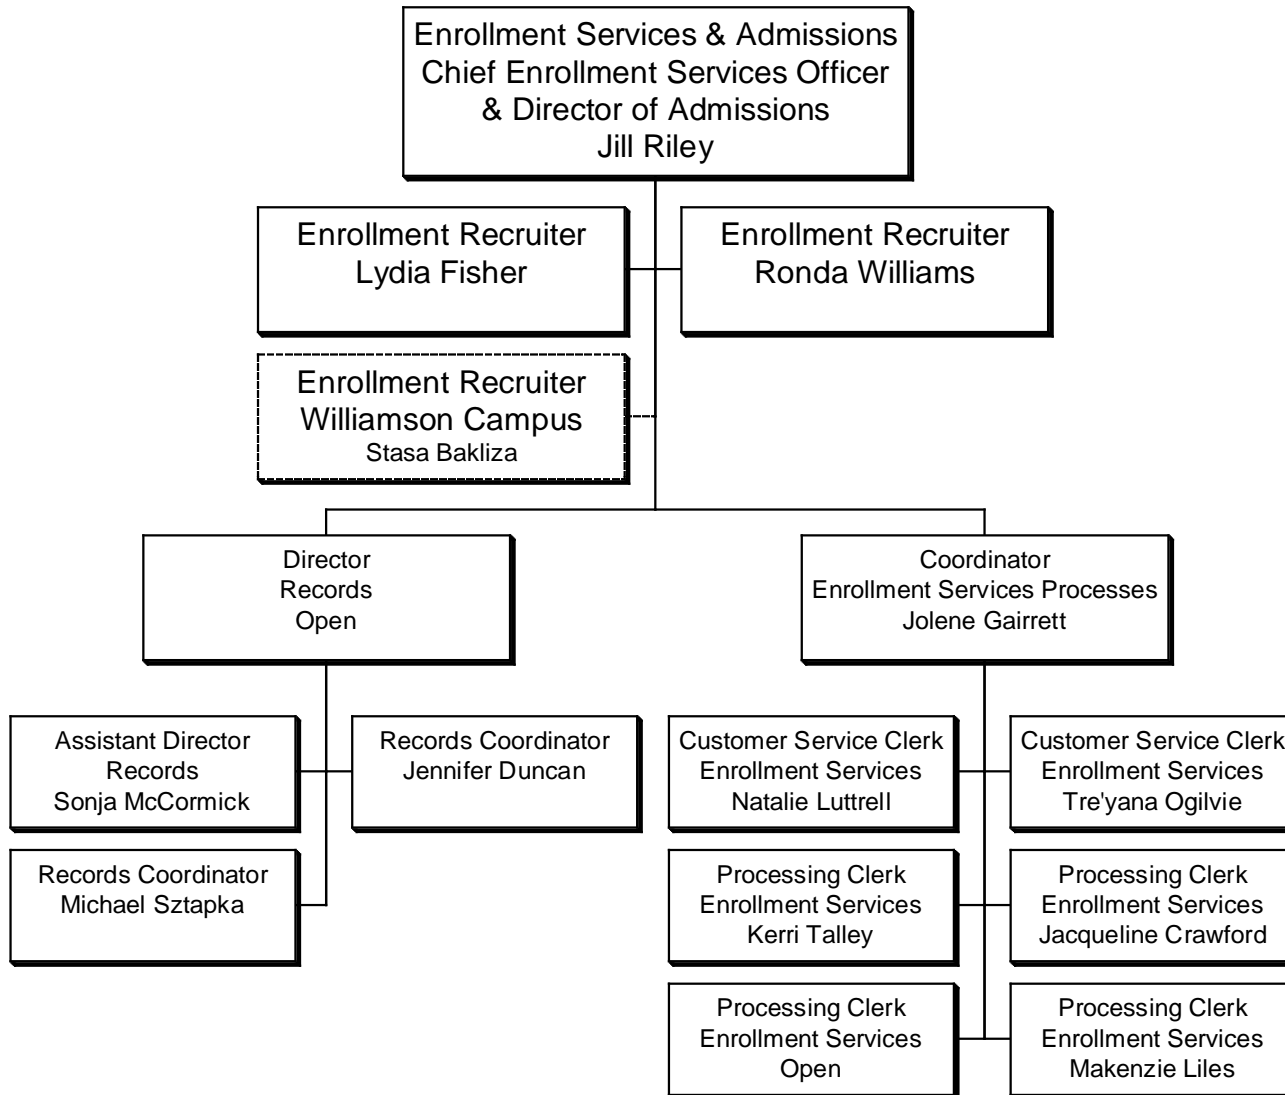 Enrollment Services & Admissions
Chief Enrollment Services Officer
& Director of Admissions
Jill Riley
Enrollment Recruiter
Lydia Fisher
Enrollment Recruiter
Ronda Williams
Enrollment Recruiter
Williamson Campus
Stasa Bakliza
Director
Records
Open
Coordinator
Enrollment Services Processes
Jolene Gairrett
Assistant Director
Records
Sonja McCormick
Records Coordinator
Jennifer Duncan
Records Coordinator
Michael Sztapka
Customer Service Clerk
Enrollment Services
Natalie Luttrell
Customer Service Clerk
Enrollment Services
Tre'yana Ogilvie
Processing Clerk
Enrollment Services
Kerri Talley
Processing Clerk
Enrollment Services
Jacqueline Crawford
Processing Clerk
Enrollment Services
Open
Processing Clerk
Enrollment Services
Makenzie Liles